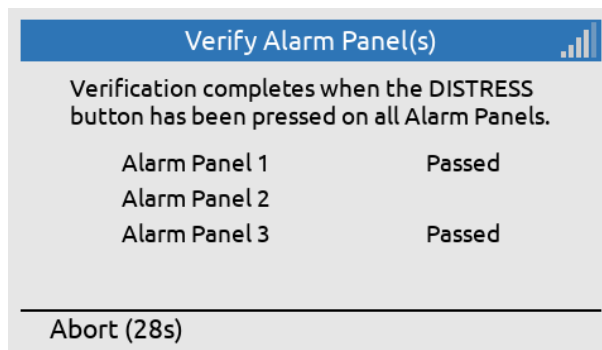 Verify Alarm Panel(s)
Verification completes when the DISTRESS
button has been pressed on all Alarm Panels.
Alarm Panel 1 Passed
Alarm Panel 2
Alarm Panel 3 Passed
Abort (28s)